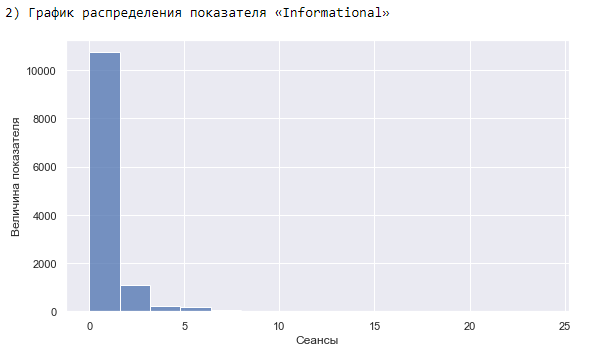 2) График распределения показателя «Informational»
10000
8000
6000
4000
2000
0
Величина показателя
0 5 10 15 20 25
Сеансы